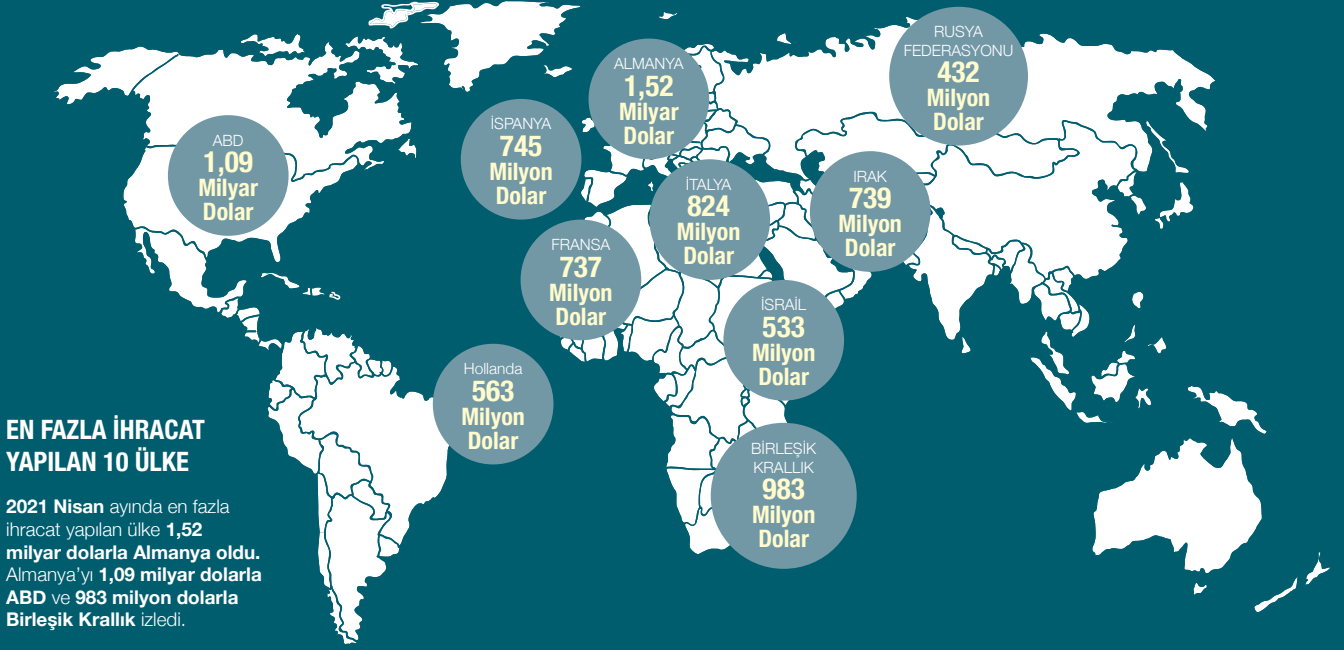 RUSYA
FEDERASYONU
432
Milyon
Dolar
ALMANYA
1,52
Milyar
Dolar
İSPANYA
745
Milyon
Dolar
ABD
1,09
Milyar
Dolar
İTALYA
824
Milyon
Dolar
IRAK
739
Milyon
Dolar
FRANSA
737
Milyon
Dolar
İSRAİL
533
Milyon
Dolar
Hollanda
563
Milyon
Dolar
BİRLEŞİK
KRALLIK
983
Milyon
Dolar
EN FAZLA İHRACAT
YAPILAN 10 ÜLKE
2021 Nisan ayında en fazla
ihracat yapılan ülke 1,52
milyar dolarla Almanya oldu.
Almanya’yı 1,09 milyar dolarla
ABD ve 983 milyon dolarla
Birleşik Krallık izledi.